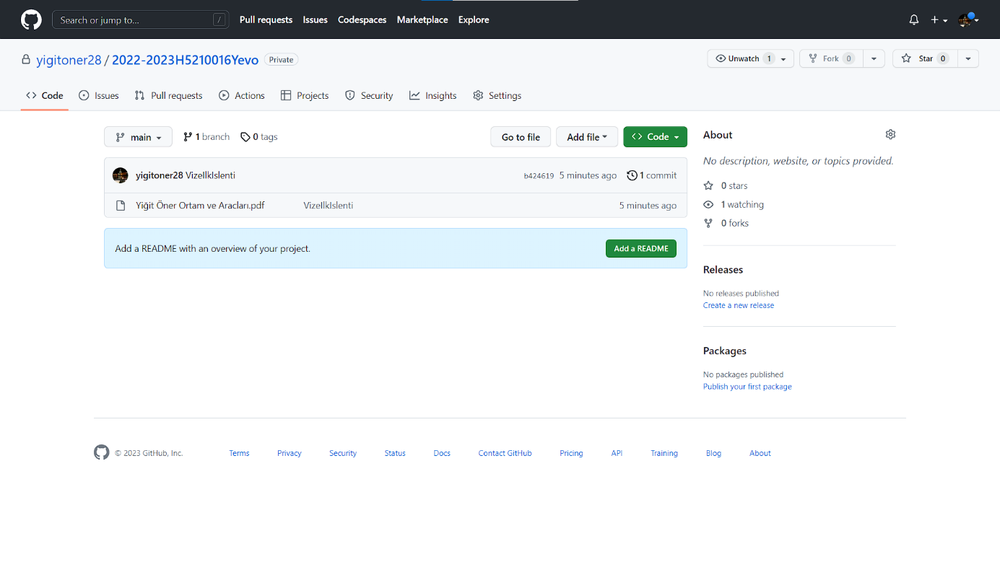 Search or jump to... /
Pull requests Issues Codespaces Marketplace Explore
yigitoner28 / 2022-2023H5210016Yevo Private
Unwatch 1 Fork 0 Star 0
Code Issues Pull requests Actions Projects Security Insights Settings
main 1 branch 0 tags Go to file Add file Code
yigitoner28 VizeIlkIslenti b424619 5 minutes ago 1 commit
Yiğit Öner Ortam ve Aracları.pdf VizeIlkIslenti 5 minutes ago
Add a README with an overview of your project. Add a README
About
No description, website, or topics provided.
0 stars
1 watching
0 forks
Releases
No releases published
Create a new release
Packages
No packages published
Publish your first package
© 2023 GitHub, Inc. Terms Privacy Security Status Docs Contact GitHub Pricing API Training Blog About